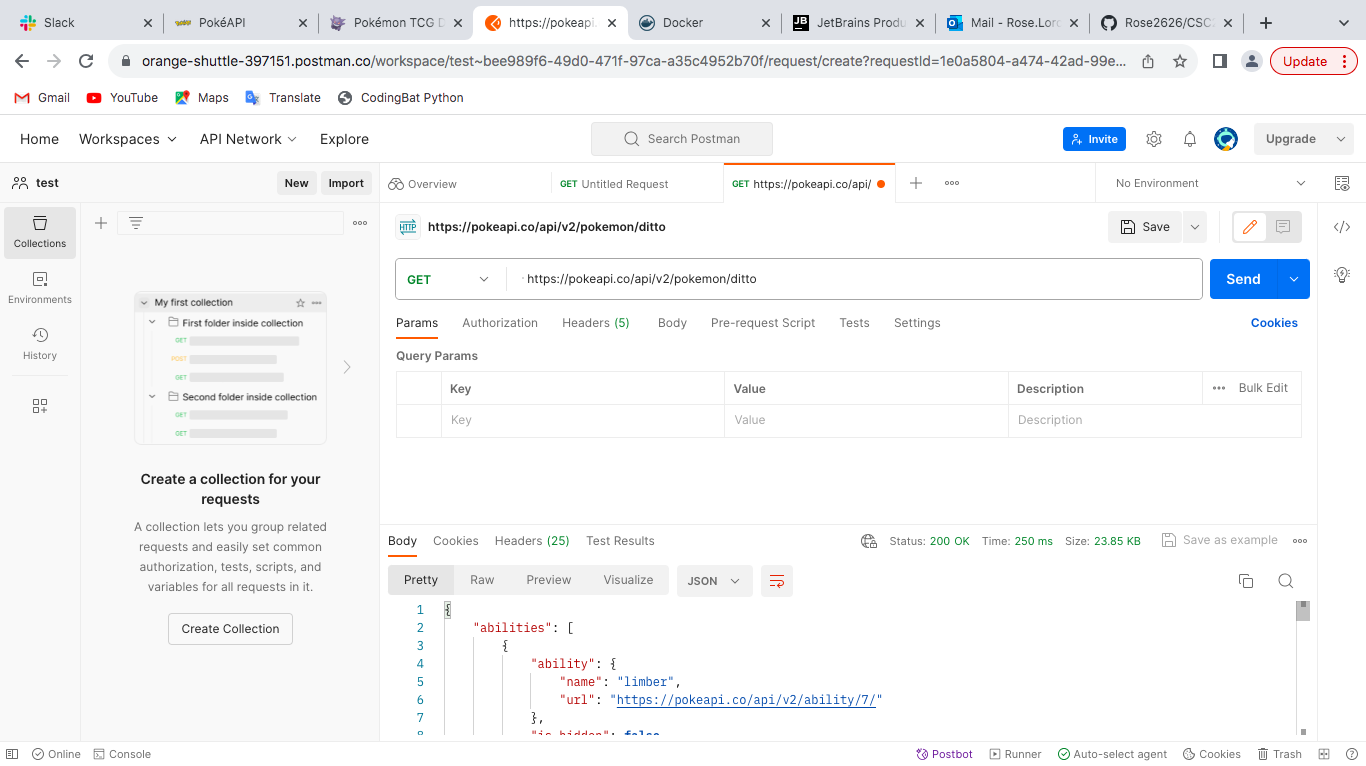 Slack
PokéAPI
Pokémon TCG D
https://pokeapi.
Docker
JetBrains Produ
Mail - Rose.Lor
Rose2626/CSC
orange-shuttle-397151.postman.co/workspace/test~bee989f6-49d0-471f-97ca-a35c4952b70f/request/create?requestId=1e0a5804-a474-42ad-99e...
Update
Gmail
YouTube
Maps
Translate
CodingBat Python
Home
Workspaces
API Network
Explore
Search Postman
Invite
Upgrade
test
New
Import
Overview
GET Untitled Request
GET https://pokeapi.co/api/
No Environment
Collections
Environments
History
My first collection
First folder inside collection
GET
POST
GET
Second folder inside collection
GET
GET
Create a collection for your
requests
A collection lets you group related
requests and easily set common
authorization, tests, scripts, and
variables for all requests in it.
Create Collection
HTTP https://pokeapi.co/api/v2/pokemon/ditto
Save
GET
https://pokeapi.co/api/v2/pokemon/ditto
Send
Params
Authorization
Headers (5)
Body
Pre-request Script
Tests
Settings
Cookies
Query Params
Key
Value
Description
Bulk Edit
Key
Value
Description
Body
Cookies
Headers (25)
Test Results
Status: 200 OK
Time: 250 ms
Size: 23.85 KB
Save as example
Pretty
Raw
Preview
Visualize
JSON
1 {
2 "abilities": [
3 {
4 "ability": {
5 "name": "limber",
6 "url": "https://pokeapi.co/api/v2/ability/7/"
7 },
8 "is_hidden": false
Online
Console
Postbot
Runner
Auto-select agent
Cookies
Trash